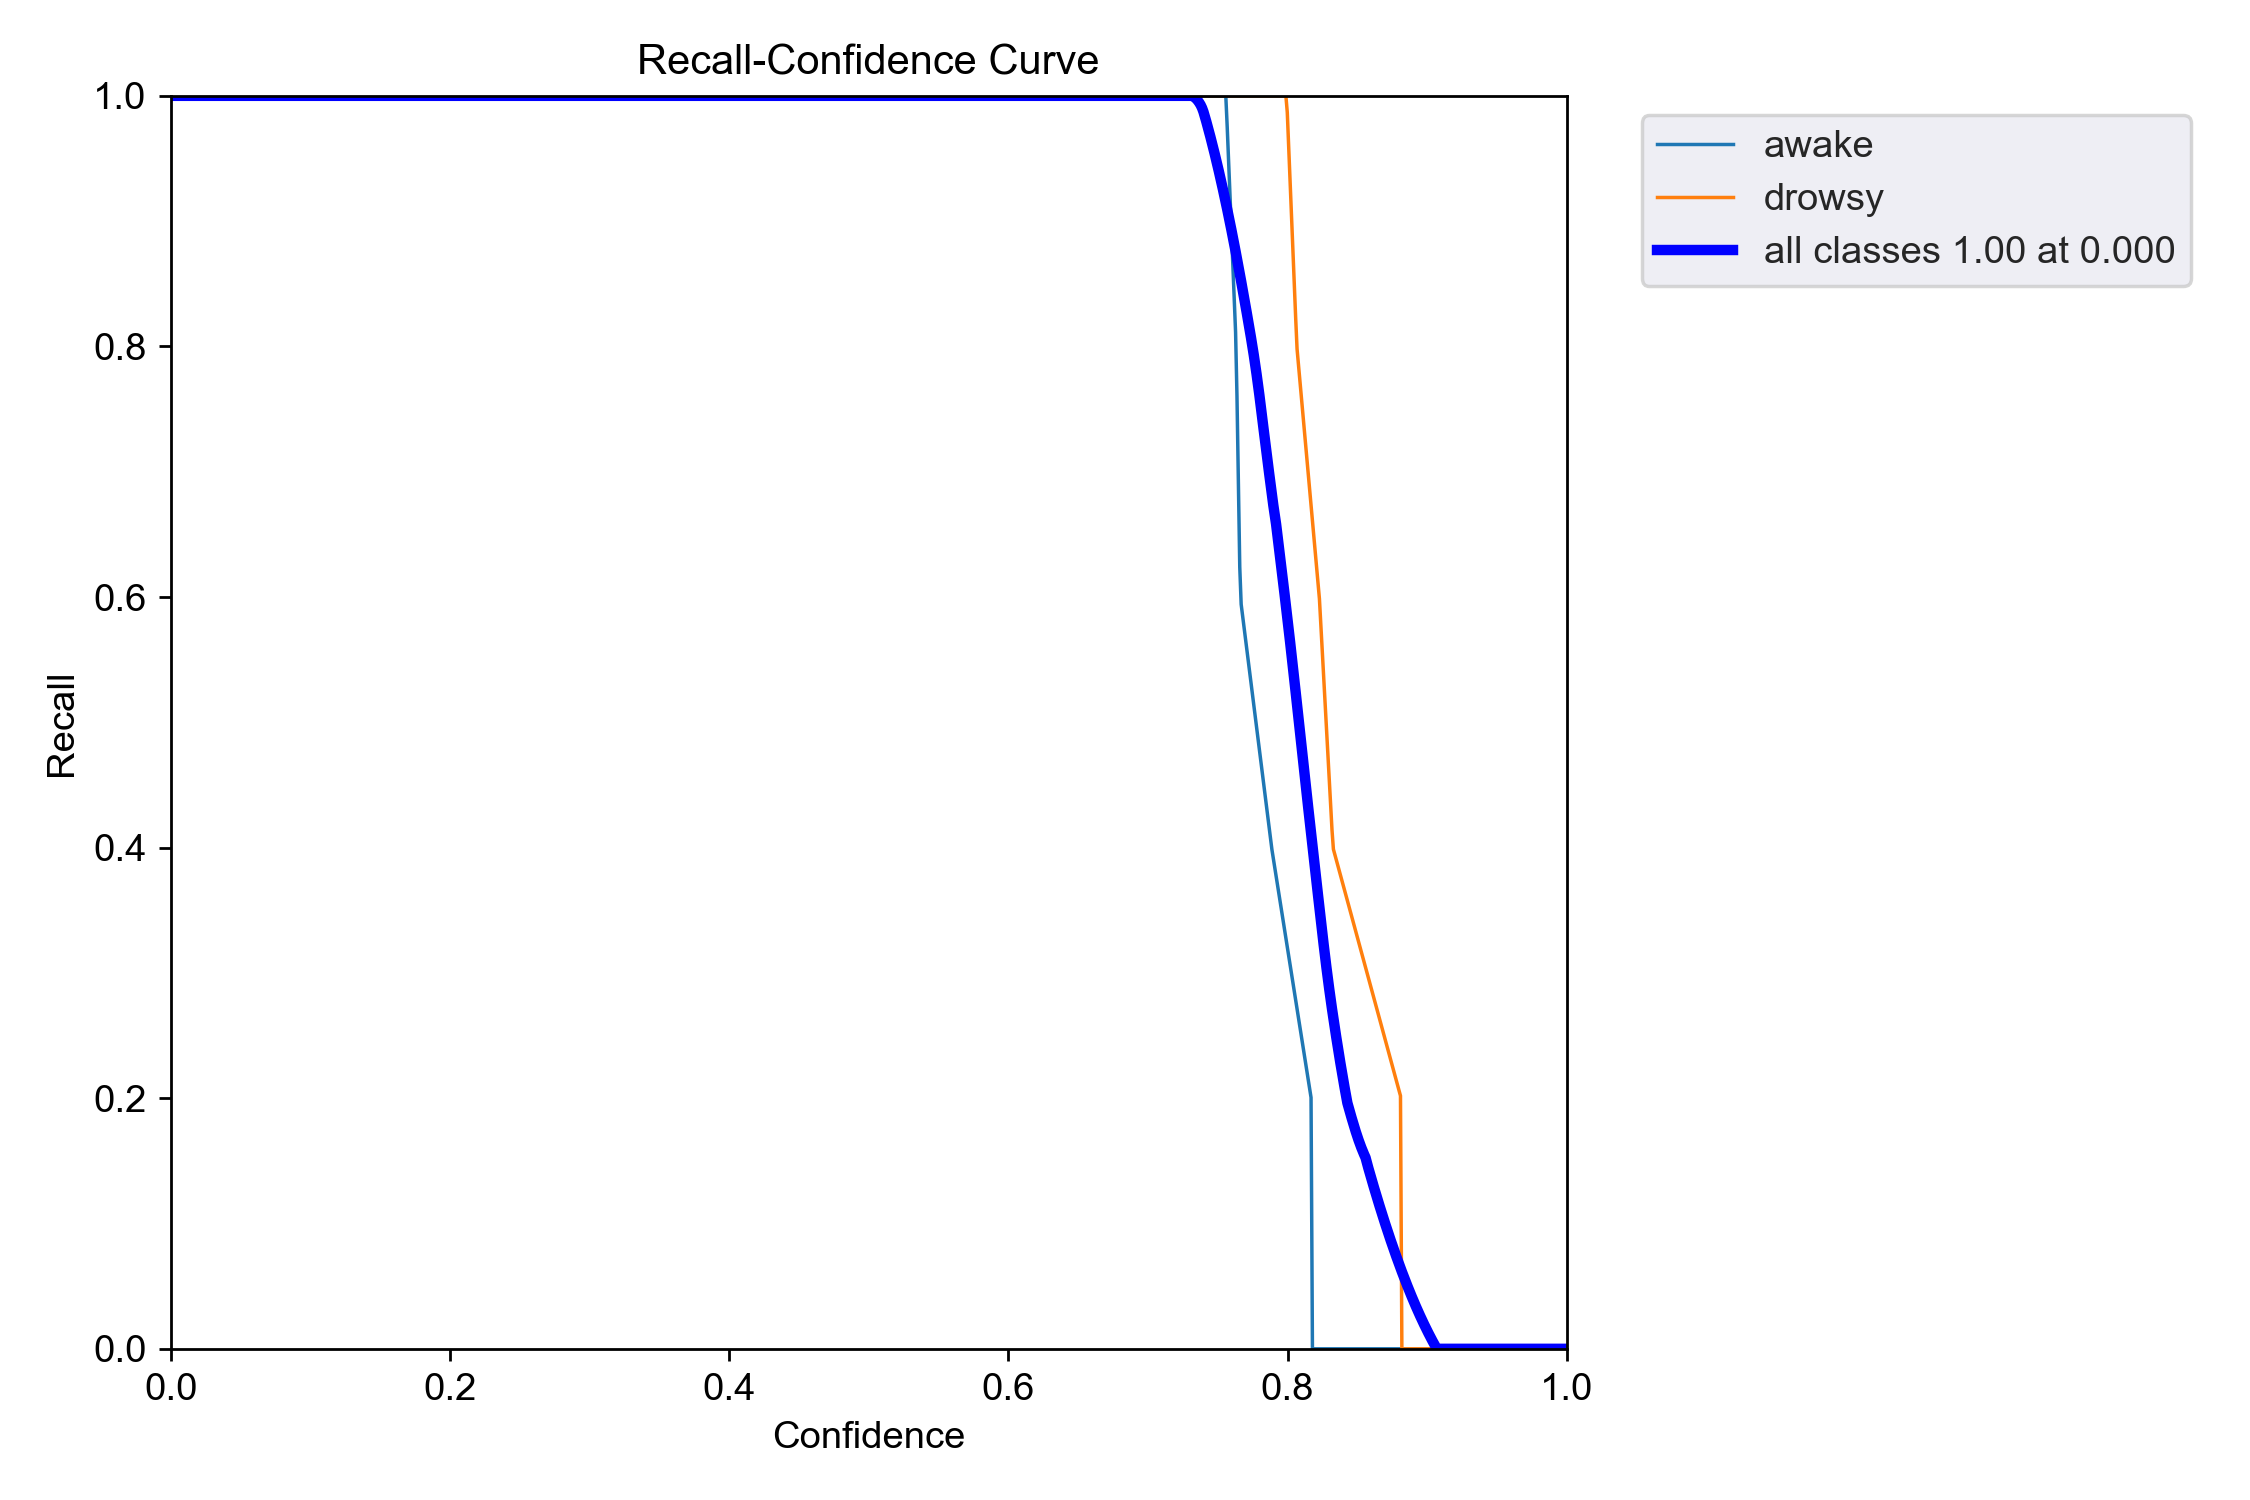 Recall-Confidence Curve
1.0
0.8
0.6
0.4
0.2
0.0
Recall
0.0 0.2 0.4 0.6 0.8 1.0
Confidence
awake
drowsy
all classes 1.00 at 0.000